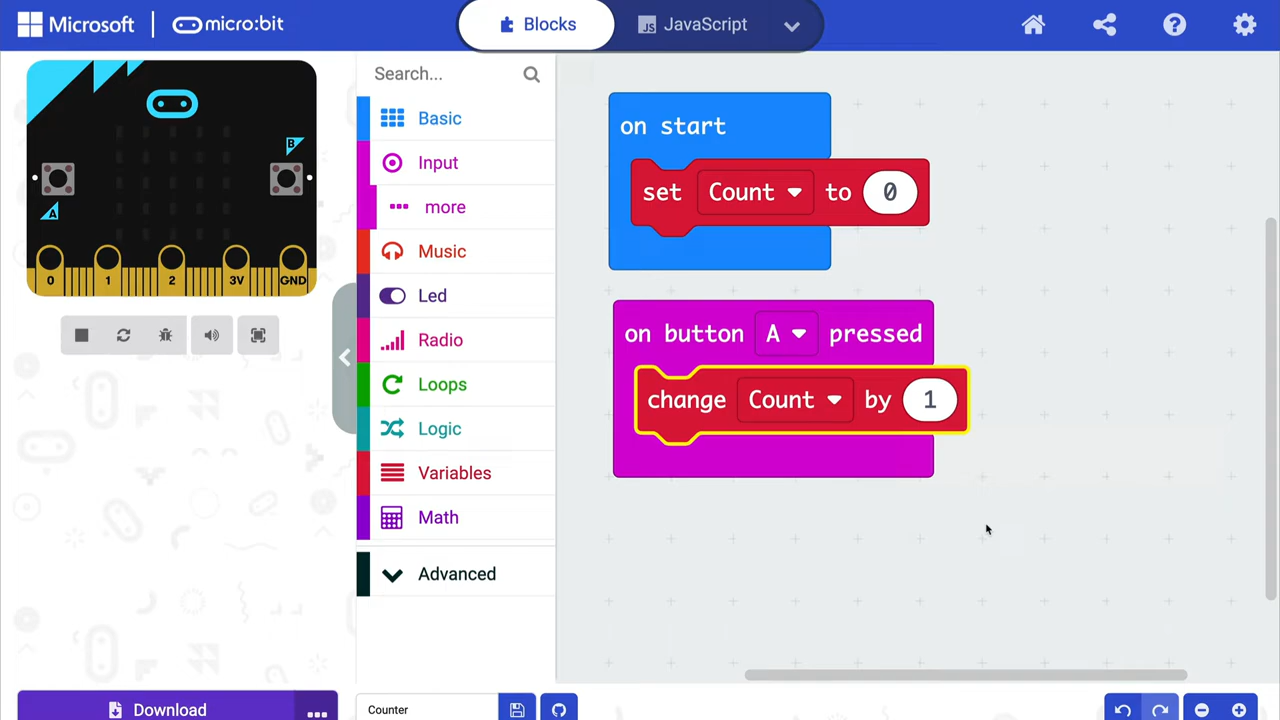 Microsoft
micro:bit
Blocks
JS JavaScript
?
B
A
0 1 2 3V GND
Search...
Basic
Input
more
Music
Led
Radio
Loops
Logic
Variables
Math
Advanced
on start
set Count to 0
on button A pressed
change Count by 1
Download
...
Counter